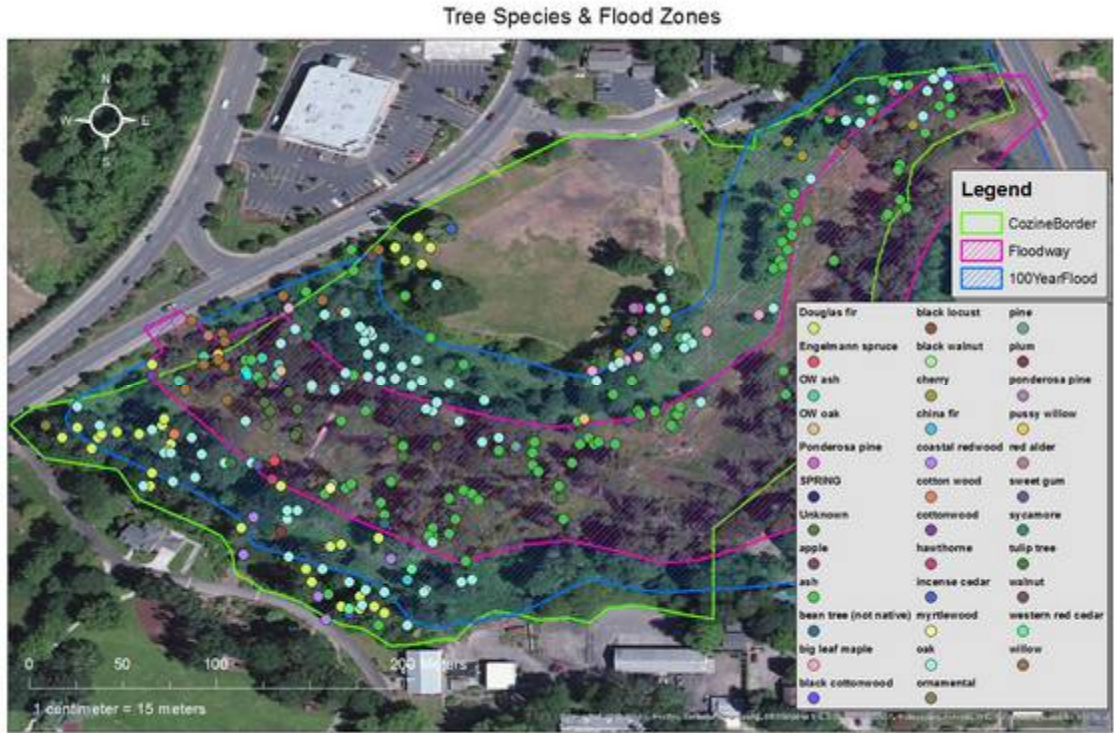 Tree Species & Flood Zones
N
W
E
S
Legend
CozineBorder
Floodway
100YearFlood
Douglas fir
black locust
pine
Engelmann spruce
black walnut
plum
OW ash
cherry
ponderosa pine
OW oak
china fir
pussy willow
Ponderosa pine
coastal redwood
red alder
SPRING
cotton wood
sweet gum
Unknown
cottonwood
sycamore
apple
hawthorne
tulip tree
ash
incense cedar
walnut
bean tree (not native)
myrtlewood
western red cedar
big leaf maple
oak
willow
black cottonwood
ornamental
0 50 100 200 Meters
1 centimeter = 15 meters